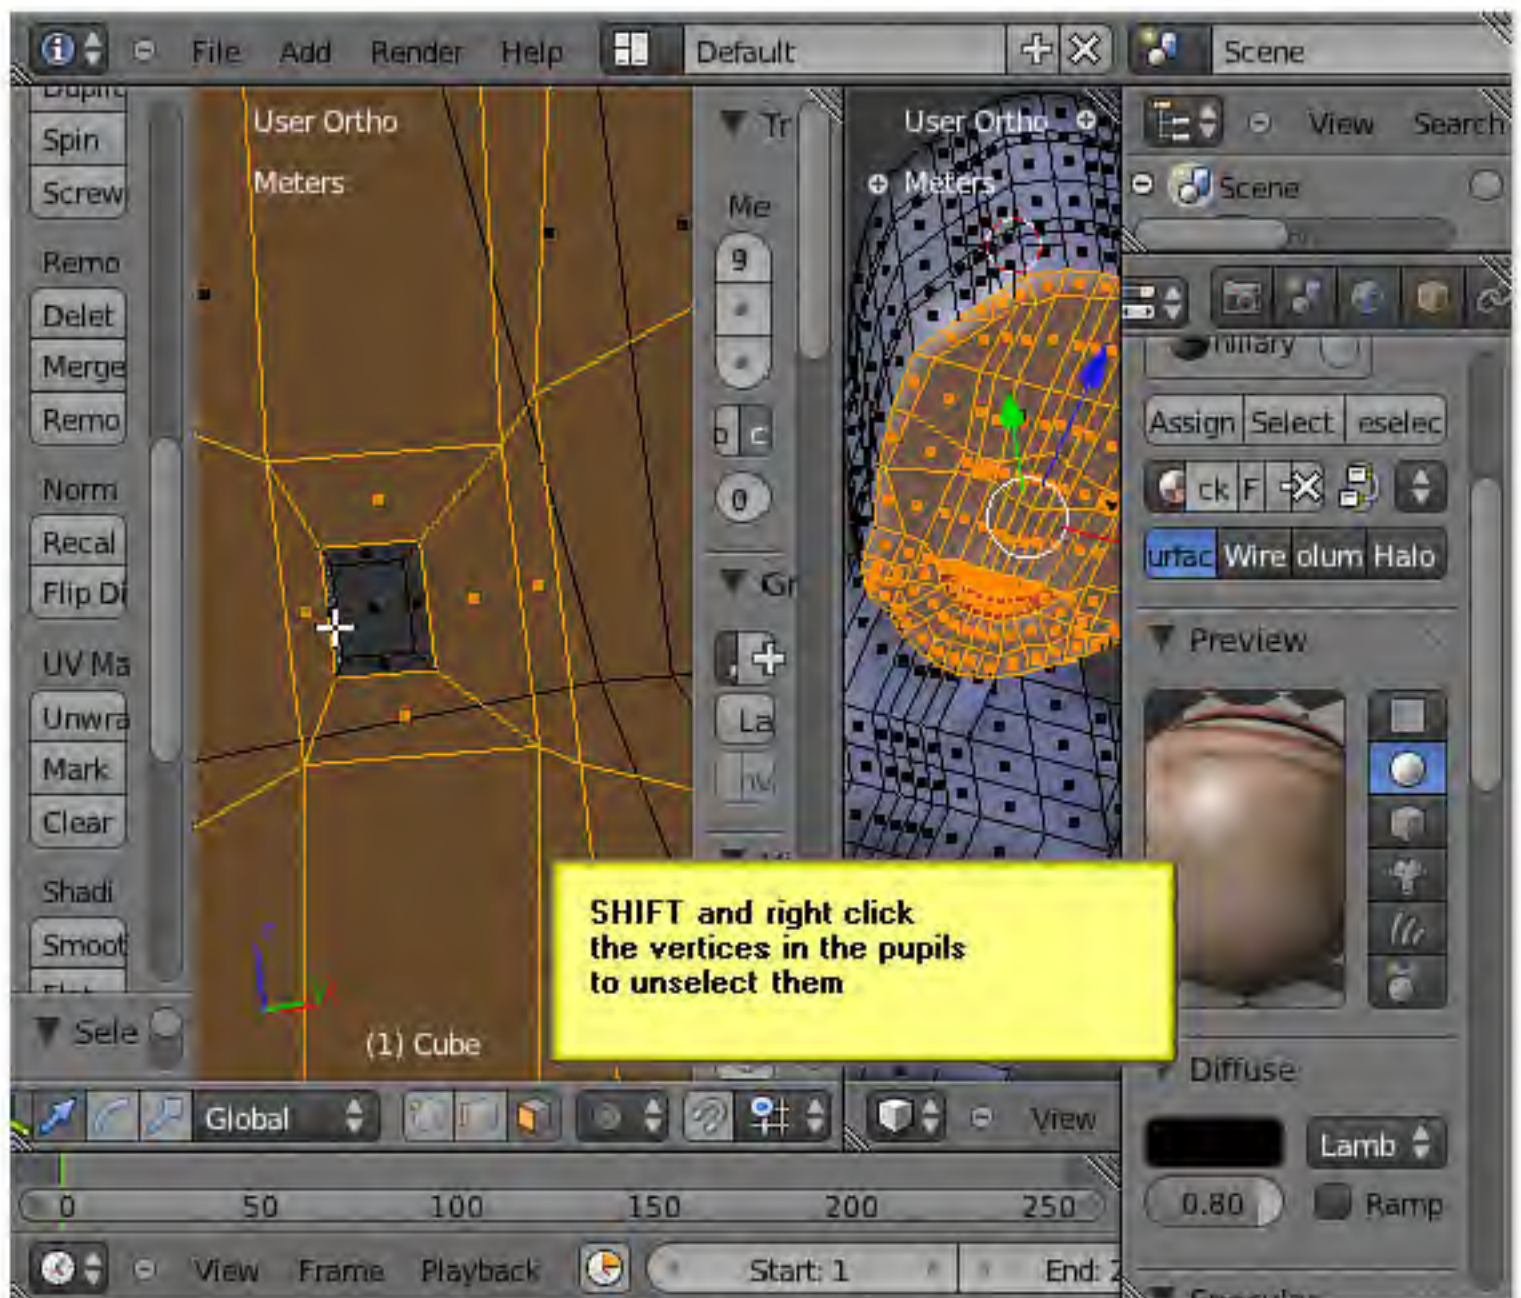 File Add Render Help Default Scene
View Search
Scene
User Ortho
Meters
Tr
User Ortho
Meters
Spin
Screw
Remo
Delet
Merge
Remo
Norm
Recal
Flip Di
UV Ma
Unwra
Mark
Clear
Shadi
Smoot
Sele
Me
9
c
0
Gr
La
nv
hillary
Assign Select eselec
ck F
urfac Wire olum Halo
Preview
SHIFT and right click
the vertices in the pupils
to unselect them
(1) Cube
Diffuse
Global
View
Lamb
0.80 Ramp
0 50 100 150 200 250
View Frame Playback Start: 1 End: 2